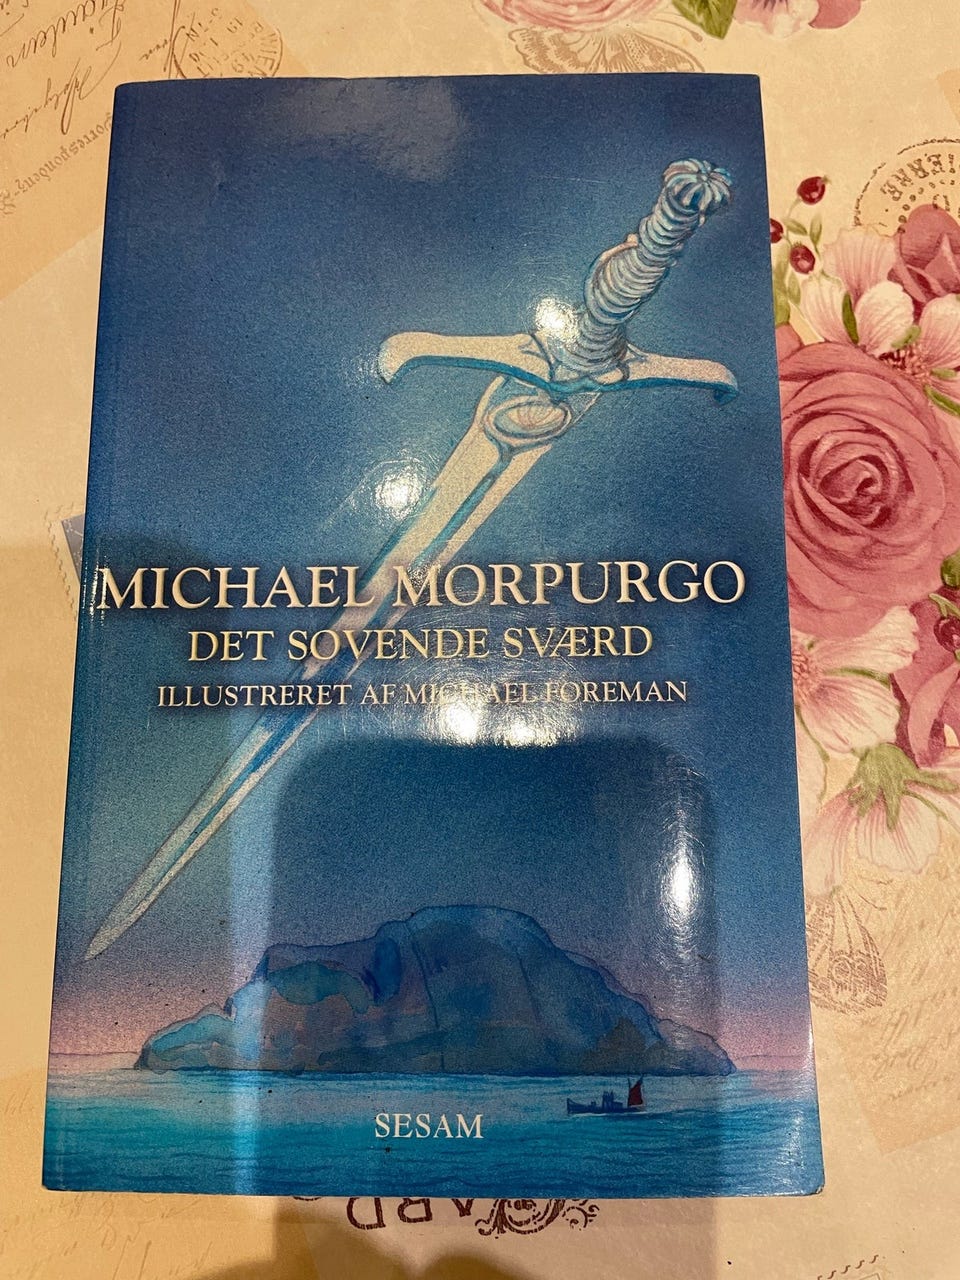 MICHAEL MORPURGO
DET SOVENDE SVÆRD
ILLUSTRERET AF MICHAEL FOREMAN
SESAM